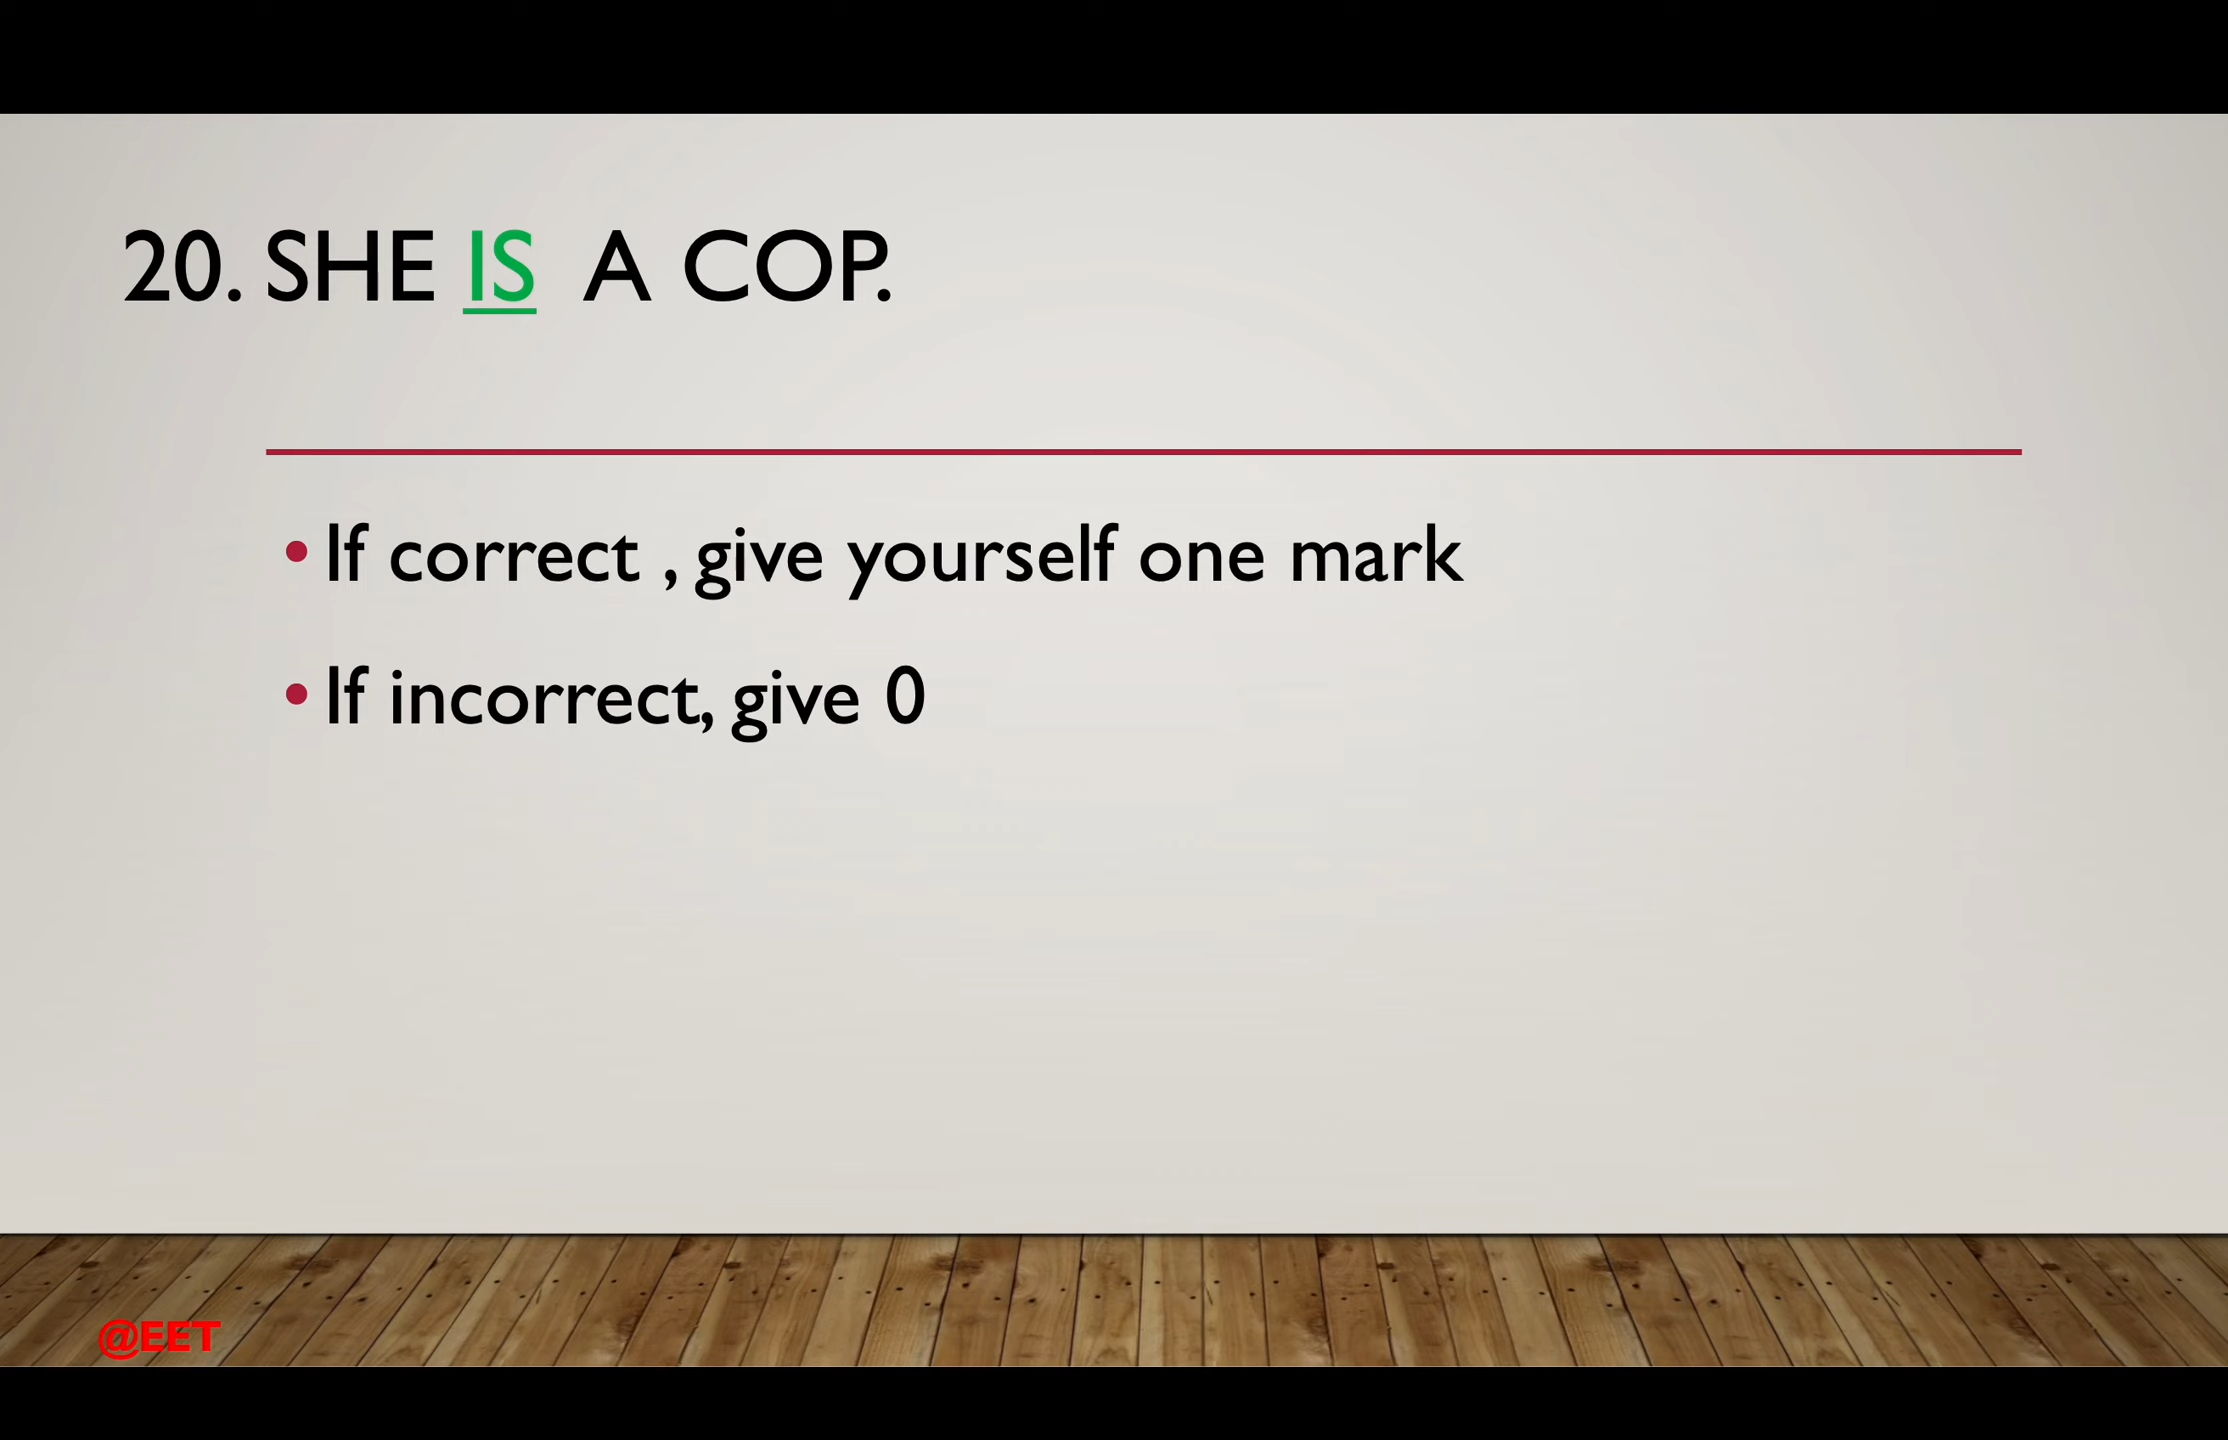 20. SHE IS A COP.
• If correct , give yourself one mark
• If incorrect, give 0
@EET